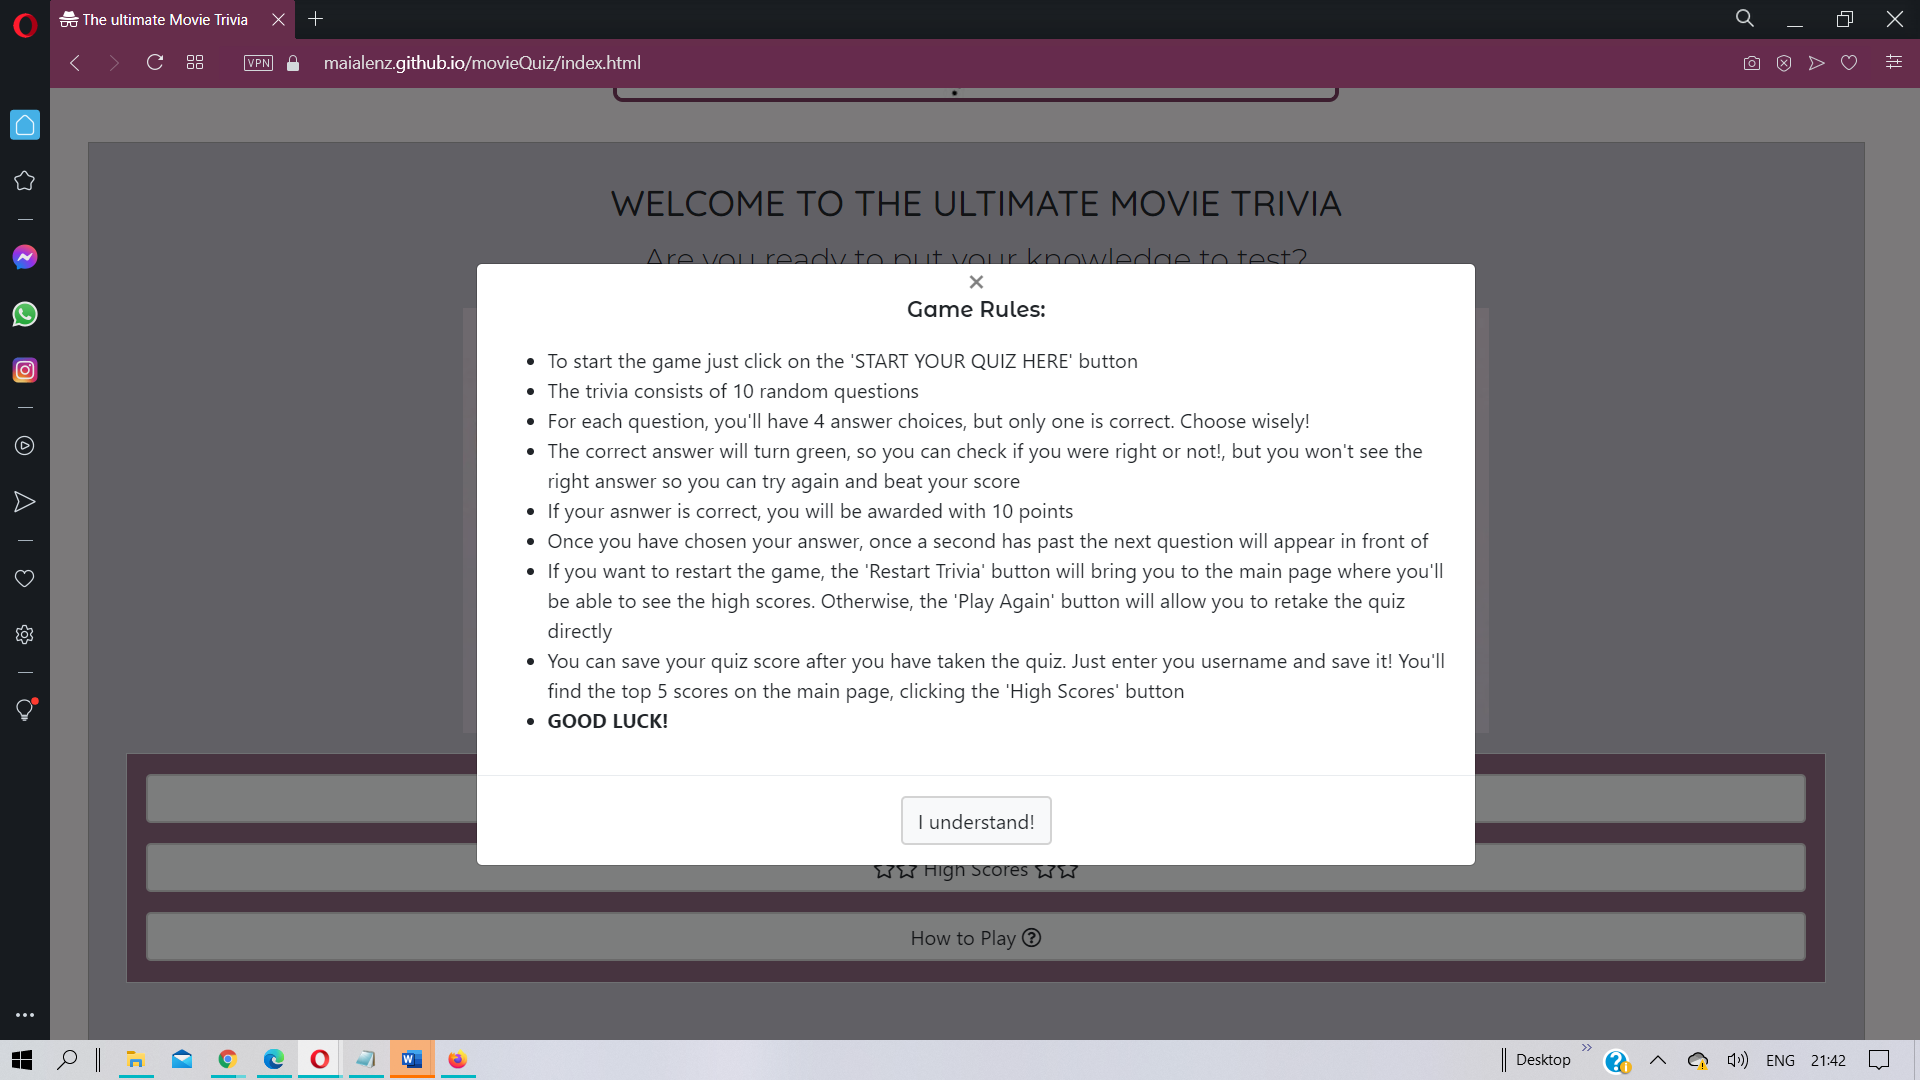 The ultimate Movie Trivia
VPN
maialenz.github.io/movieQuiz/index.html
WELCOME TO THE ULTIMATE MOVIE TRIVIA
Are you ready to put your knowledge to test?
×
Game Rules:
• To start the game just click on the 'START YOUR QUIZ HERE' button
• The trivia consists of 10 random questions
• For each question, you'll have 4 answer choices, but only one is correct. Choose wisely!
• The correct answer will turn green, so you can check if you were right or not!, but you won't see the
right answer so you can try again and beat your score
• If your asnwer is correct, you will be awarded with 10 points
• Once you have chosen your answer, once a second has past the next question will appear in front of
• If you want to restart the game, the 'Restart Trivia' button will bring you to the main page where you'll
be able to see the high scores. Otherwise, the 'Play Again' button will allow you to retake the quiz
directly
• You can save your quiz score after you have taken the quiz. Just enter you username and save it! You'll
find the top 5 scores on the main page, clicking the 'High Scores' button
• GOOD LUCK!
I understand!
High Scores
How to Play
Desktop
ENG
21:42